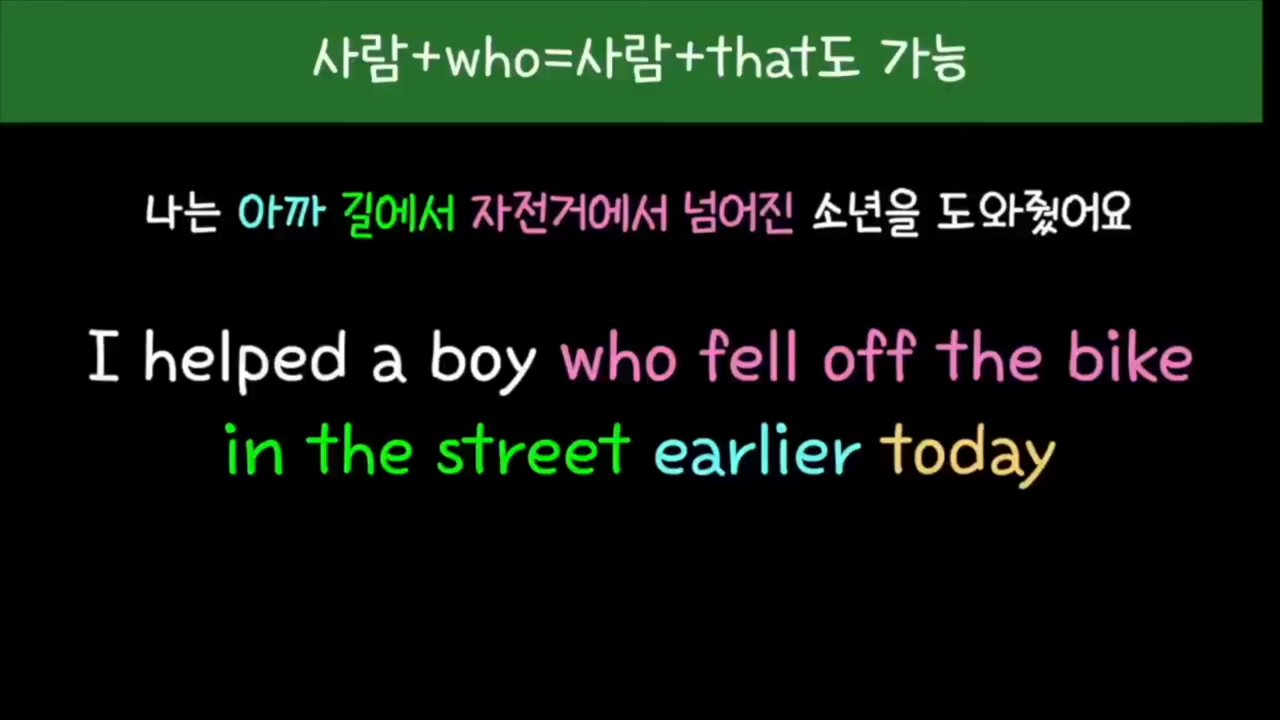 사람+who=사람+that도 가능
나는 아까 길에서 자전거에서 넘어진 소년을 도와줬어요
I helped a boy who fell off the bike
in the street earlier today